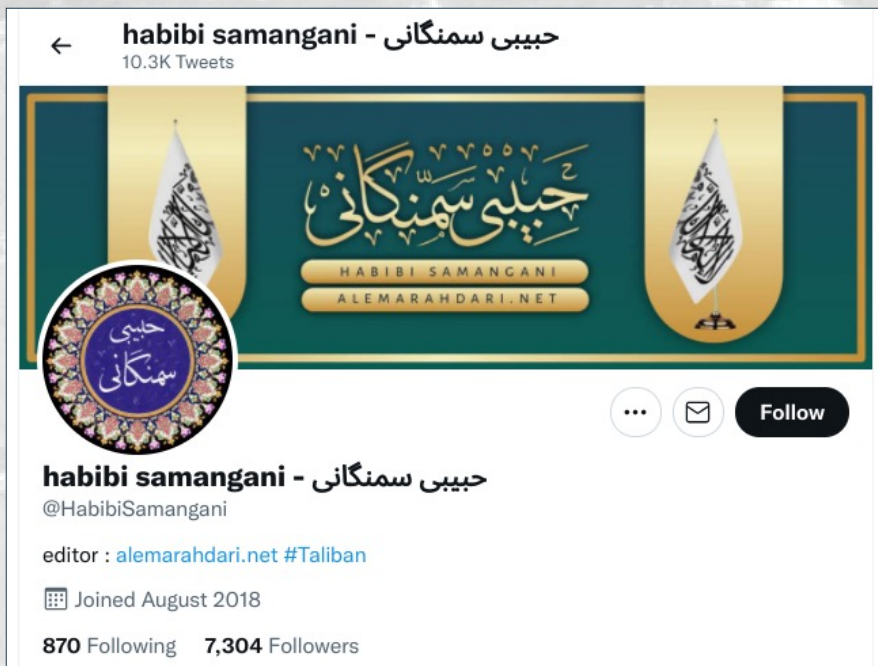 habibi samangani - حبیبی سمنگانی
10.3K Tweets
حبیبی سمنگانی
HABIBI SAMANGANI
ALEMARAHDARI.NET
حبیبی
سمنگانی
Follow
habibi samangani - حبیبی سمنگانی
@HabibiSamangani
editor : alemarahdari.net #Taliban
Joined August 2018
870 Following 7,304 Followers